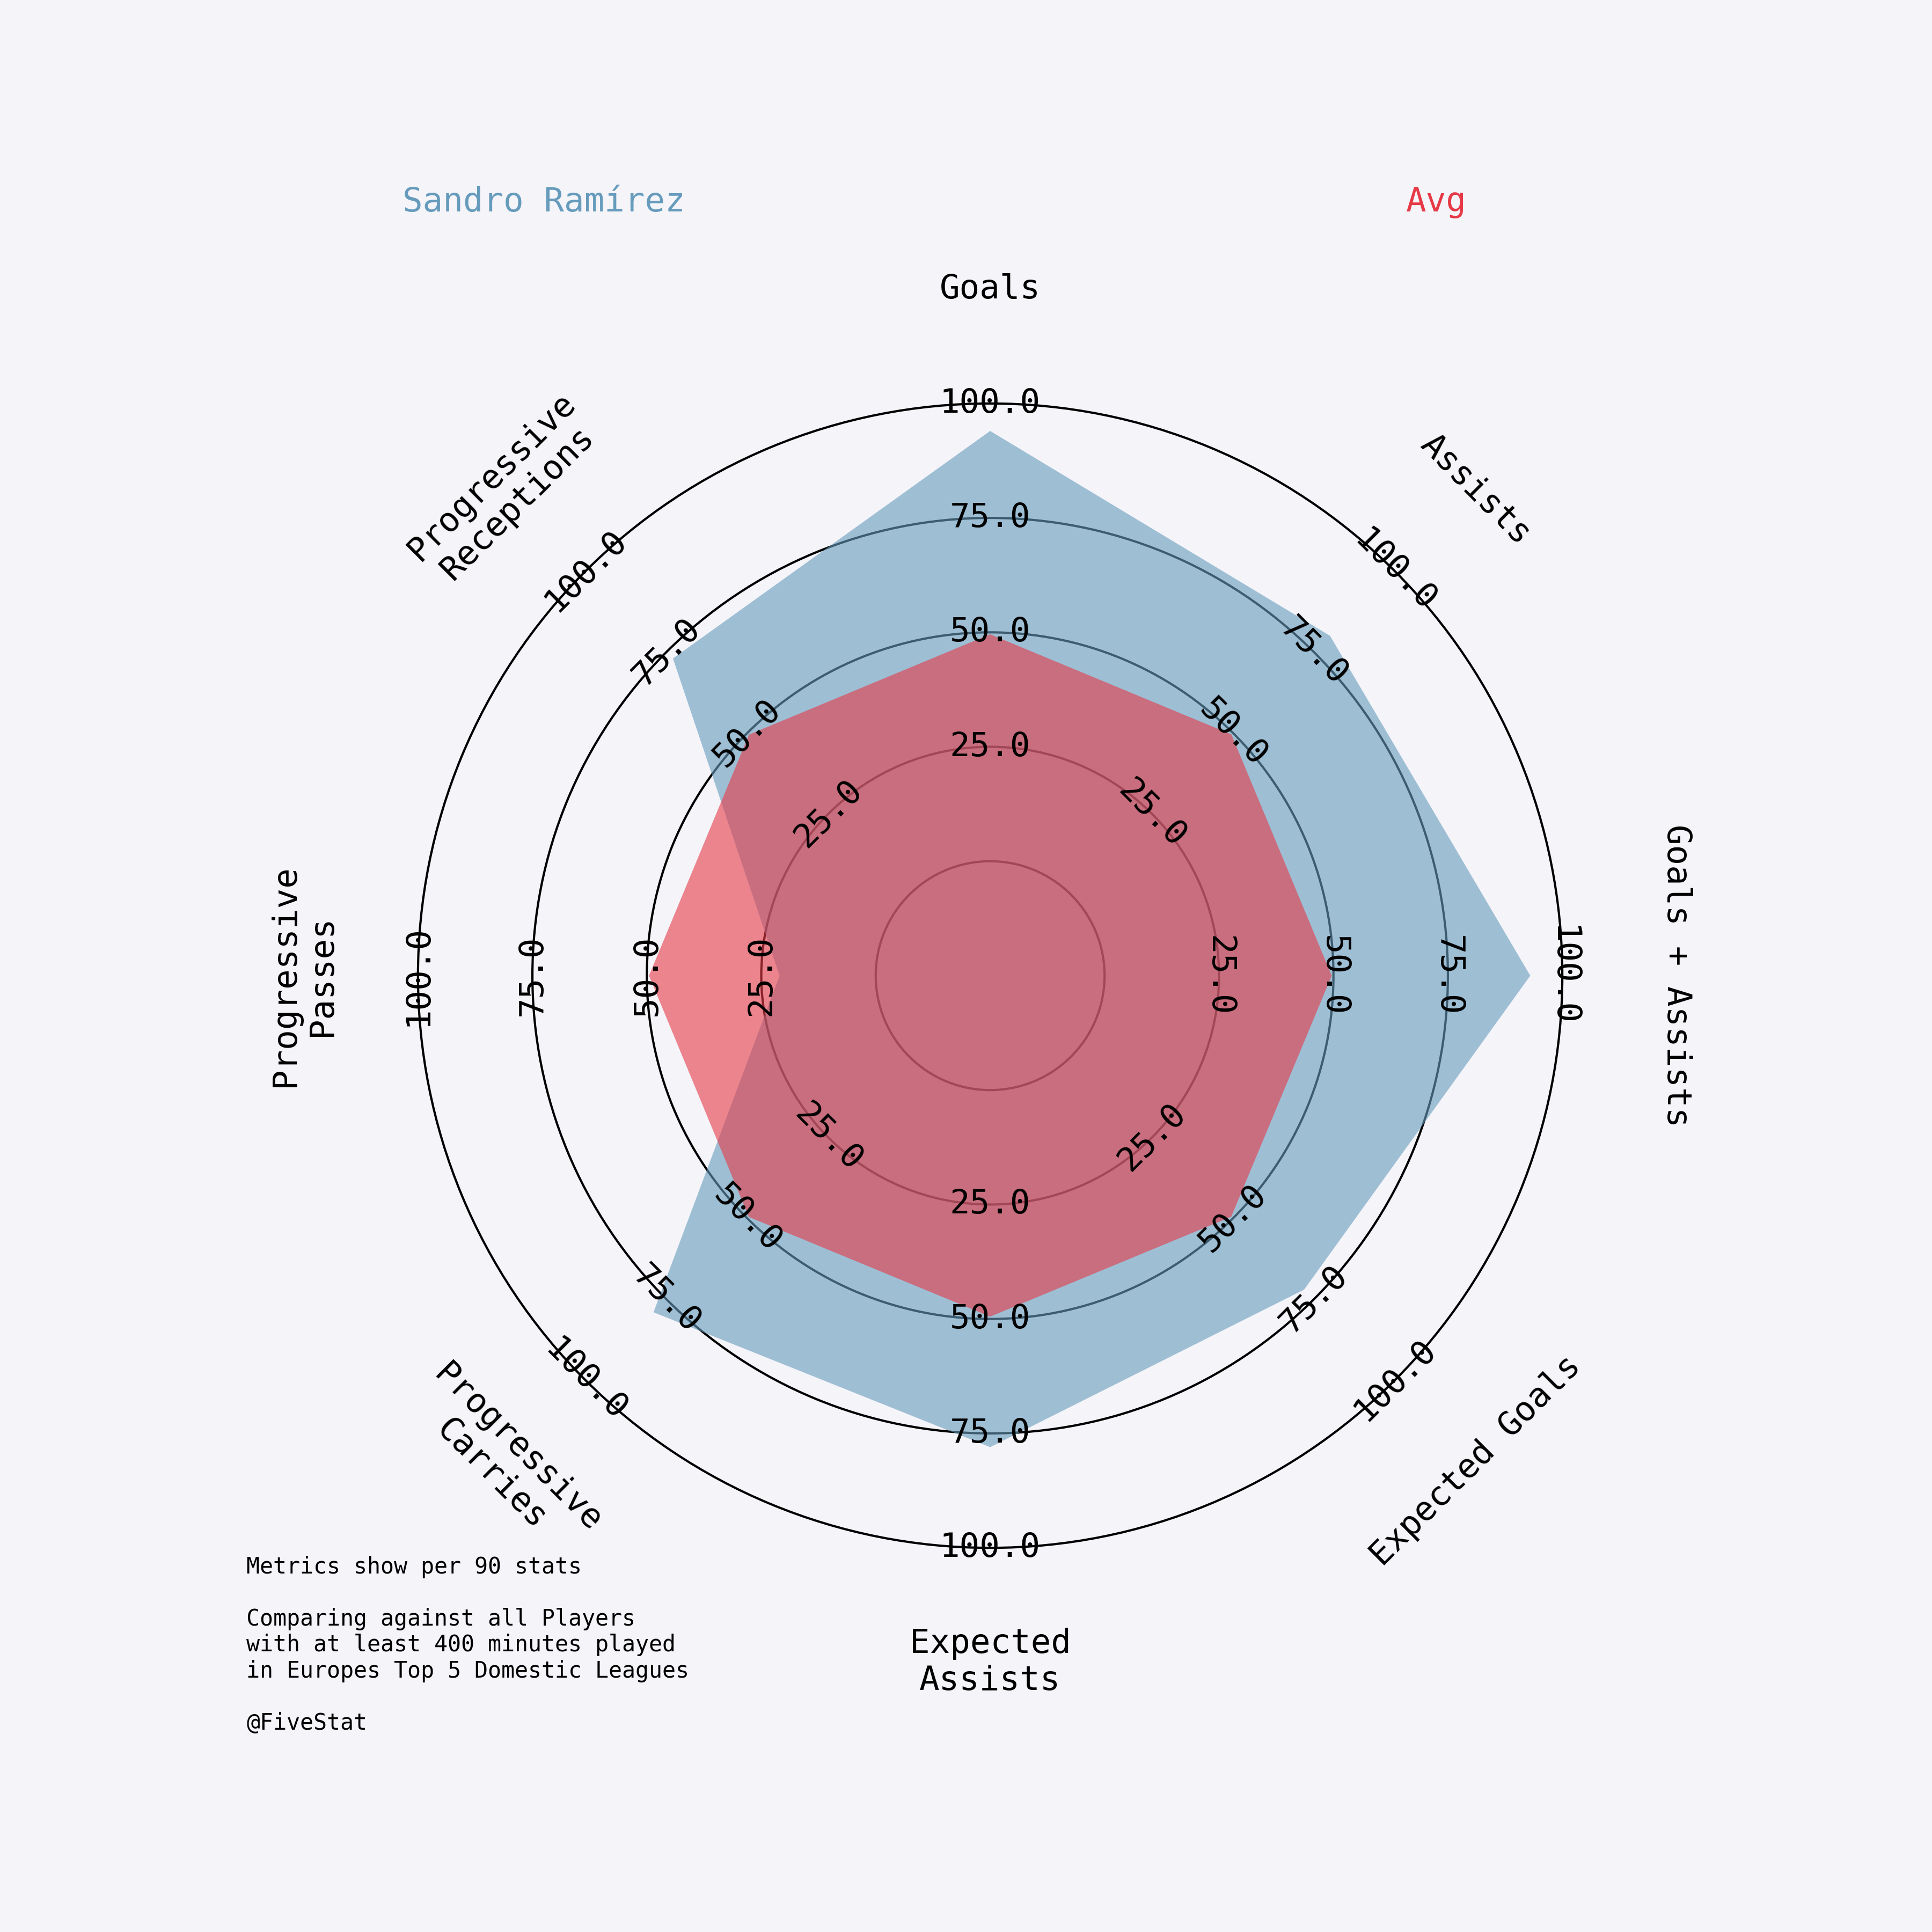 Sandro Ramírez
Avg
Goals
Assists
Goals + Assists
Expected Goals
Expected
Assists
Progressive
Carries
Progressive
Passes
Progressive
Receptions
25.0
50.0
75.0
100.0
25.0
50.0
75.0
100.0
25.0
50.0
75.0
100.0
25.0
50.0
75.0
100.0
25.0
50.0
75.0
100.0
25.0
50.0
75.0
100.0
25.0
50.0
75.0
100.0
25.0
50.0
75.0
100.0
Metrics show per 90 stats
Comparing against all Players
with at least 400 minutes played
in Europes Top 5 Domestic Leagues
@FiveStat